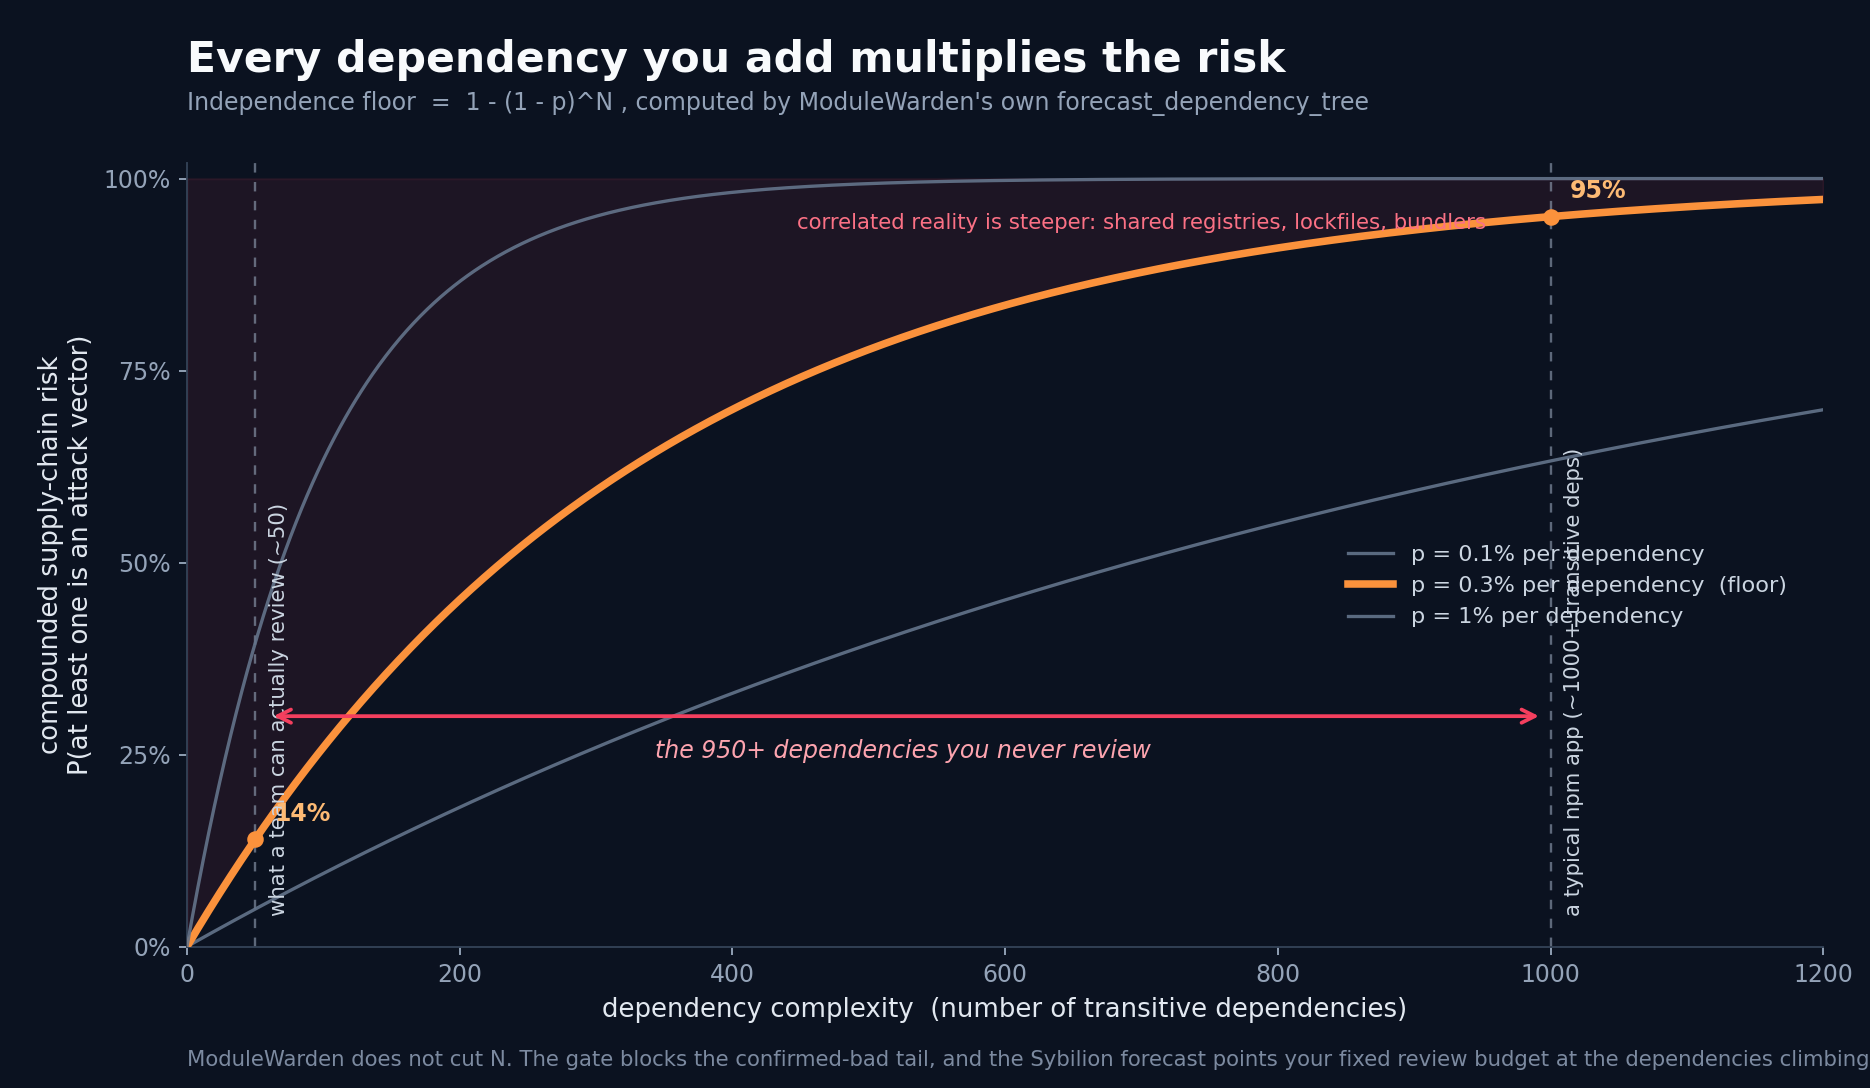 Every dependency you add multiplies the risk
Independence floor = 1 - (1 - p)^N , computed by ModuleWarden's own forecast_dependency_tree
100%
75%
50%
25%
0%
compounded supply-chain risk
P(at least one is an attack vector)
95%
correlated reality is steeper: shared registries, lockfiles, bundlers
what a team can actually review (~50)
a typical npm app (~1000+ transitive deps)
p = 0.1% per dependency
p = 0.3% per dependency (floor)
p = 1% per dependency
the 950+ dependencies you never review
14%
0
200
400
600
800
1000
1200
dependency complexity (number of transitive dependencies)
ModuleWarden does not cut N. The gate blocks the confirmed-bad tail, and the Sybilion forecast points your fixed review budget at the dependencies climbing